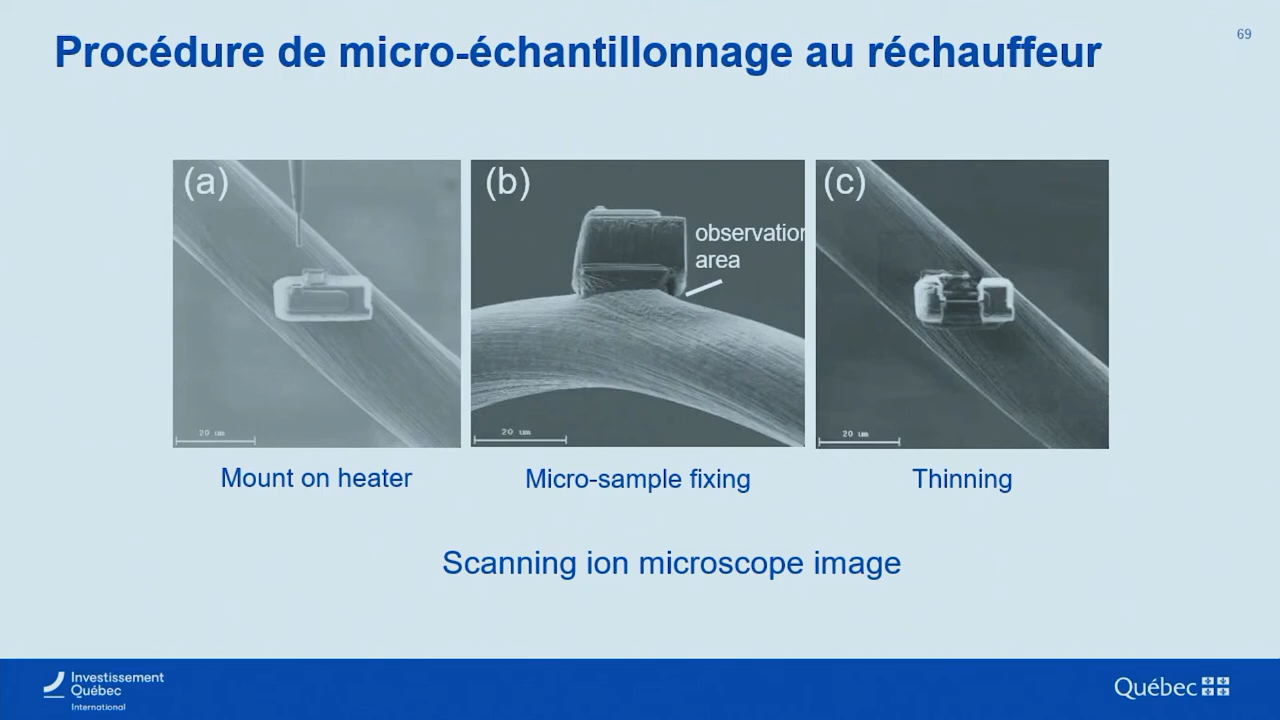 Procédure de micro-échantillonnage au réchauffeur
69
(a)
(b)
(c)
observation
area
20 um
20 um
20 um
Mount on heater
Micro-sample fixing
Thinning
Scanning ion microscope image
Investissement
Québec
International
Québec